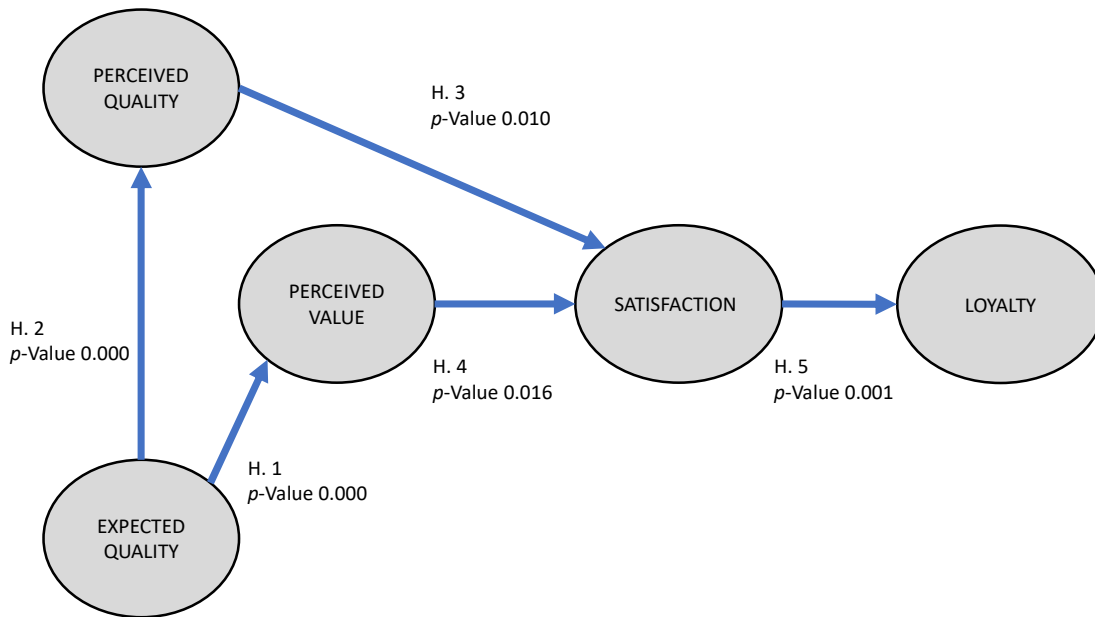 PERCEIVED
QUALITY
H. 3
p-Value 0.010
PERCEIVED
VALUE
SATISFACTION
LOYALTY
H. 2
p-Value 0.000
H. 4
p-Value 0.016
H. 5
p-Value 0.001
H. 1
p-Value 0.000
EXPECTED
QUALITY